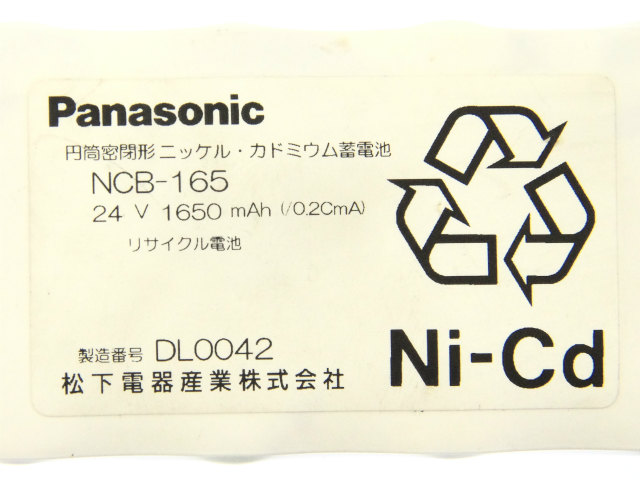 Panasonic
円筒密閉形ニッケル・カドミウム蓄電池
NCB-165
24 V 1650 mAh (/0.2CmA)
リサイクル電池
製造番号 DL0042
松下電器産業株式会社
Ni-Cd